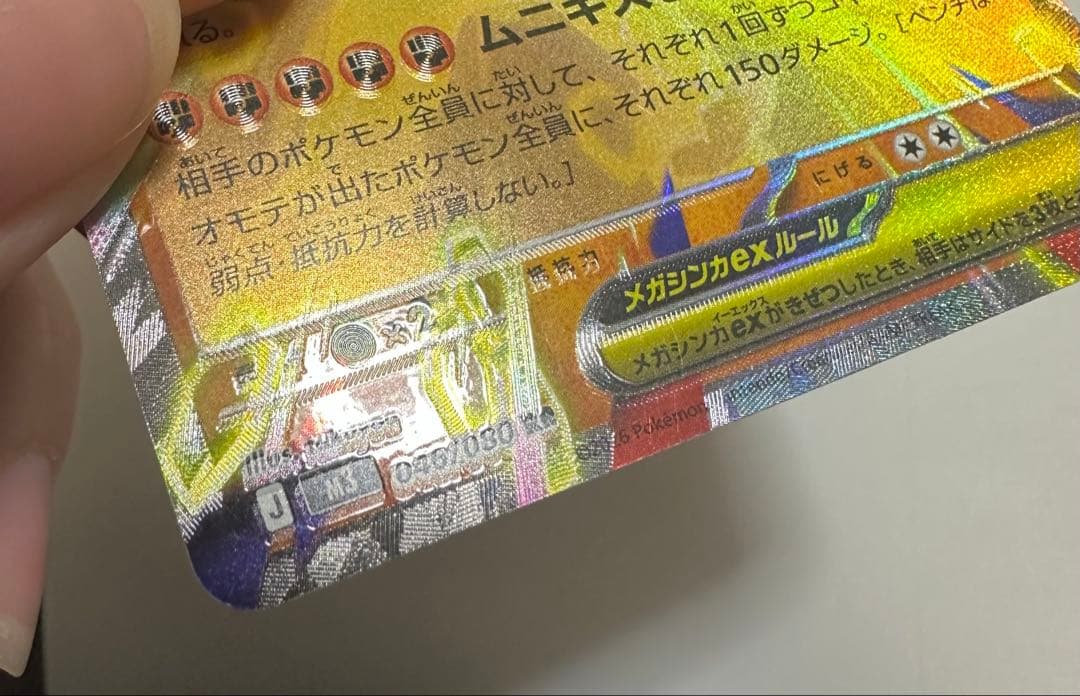 る。
ムニキス
相手のポケモン全員に対して、それぞれ1回ずつコ
オモテが出たポケモン全員に、それぞれ150ダメージ。[ベンチは
弱点・抵抗力を計算しない。]
×2
抵抗力
にげる
メガシンカexルール
メガシンカexがきぜつしたとき、相手はサイドを3枚と
Illus.
J M3 046/080
Pokémon